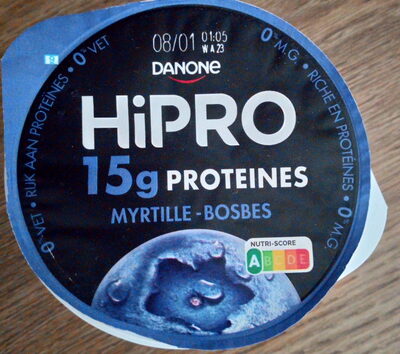 08/01 01:05
WA23
DANONE
HiPRO
15g PROTEINES
MYRTILLE - BOSBES
NUTRI-SCORE
A B C D E
0% VET • RIJK AAN PROTEÏNES • 0% VET
0% M.G. • RICHE EN PROTÉINES • 0% M.G.